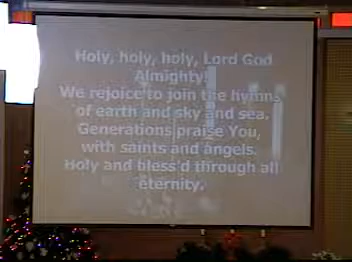 Holy, holy, holy, Lord God
Almighty!
We rejoice to join the hymns
of earth and sky and sea.
Generations praise You,
with saints and angels.
Holy and bless'd through all
eternity.